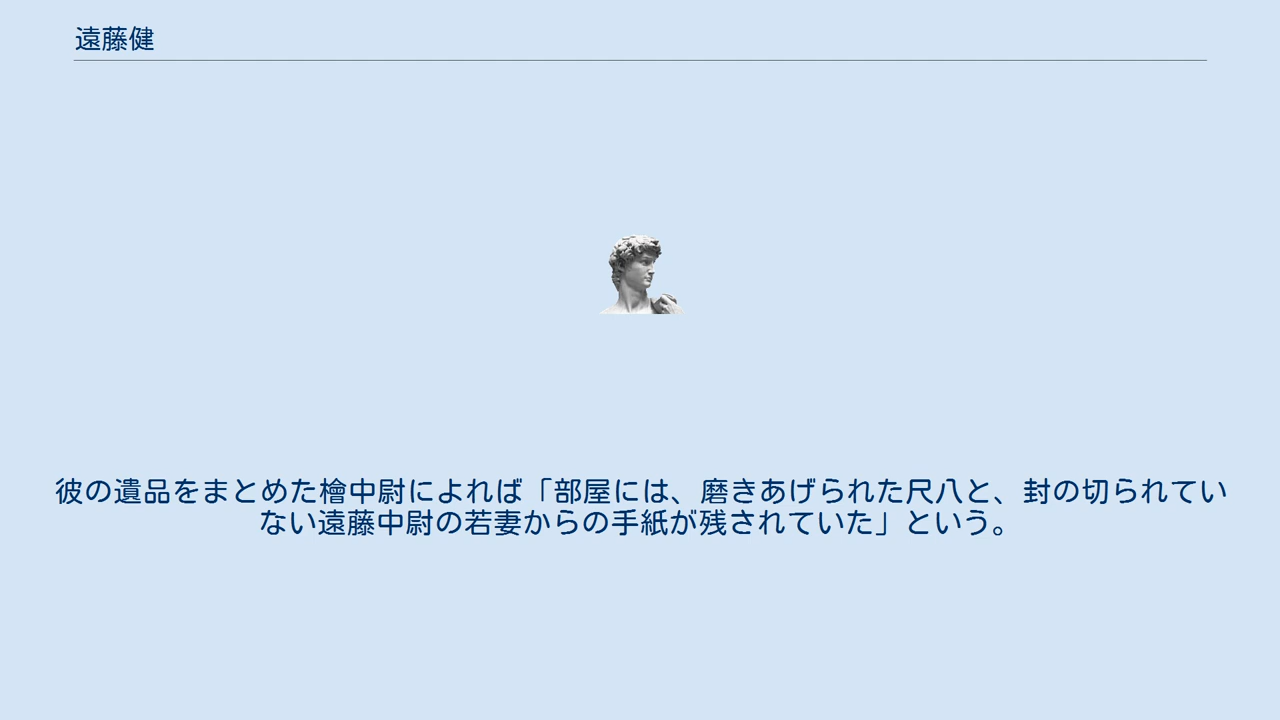 遠藤健
彼の遺品をまとめた檜中尉によれば「部屋には、磨きあげられた尺八と、封の切られてい
ない遠藤中尉の若妻からの手紙が残されていた」という。